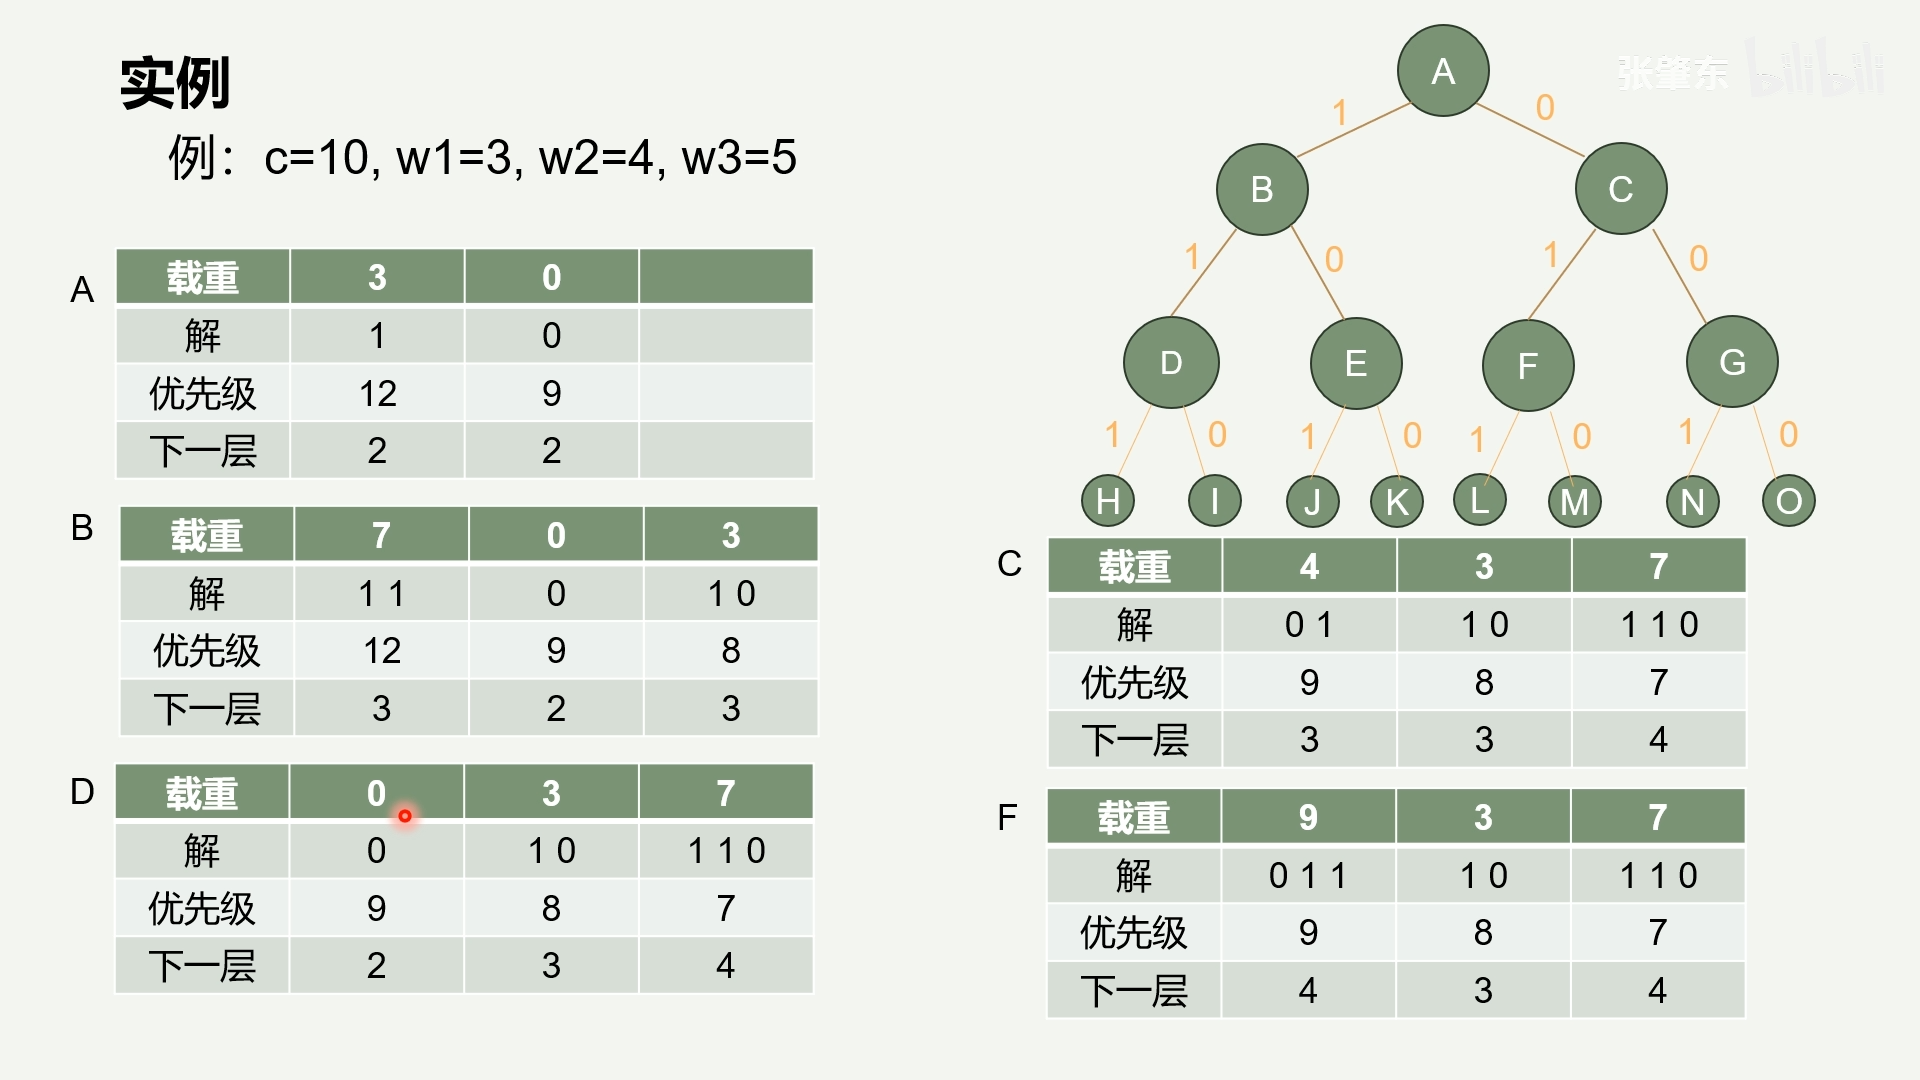 实例
例：c=10, w1=3, w2=4, w3=5
张肇东 bilibili
A
1 0
B C
1 0 1 0
D E F G
1 0 1 0 1 0 1 0
H I J K L M N O
A
载重 3 0
解 1 0
优先级 12 9
下一层 2 2
B
载重 7 0 3
解 1 1 0 1 0
优先级 12 9 8
下一层 3 2 3
D
载重 0 3 7
解 0 1 0 1 1 0
优先级 9 8 7
下一层 2 3 4
C
载重 4 3 7
解 0 1 1 0 1 1 0
优先级 9 8 7
下一层 3 3 4
F
载重 9 3 7
解 0 1 1 1 0 1 1 0
优先级 9 8 7
下一层 4 3 4